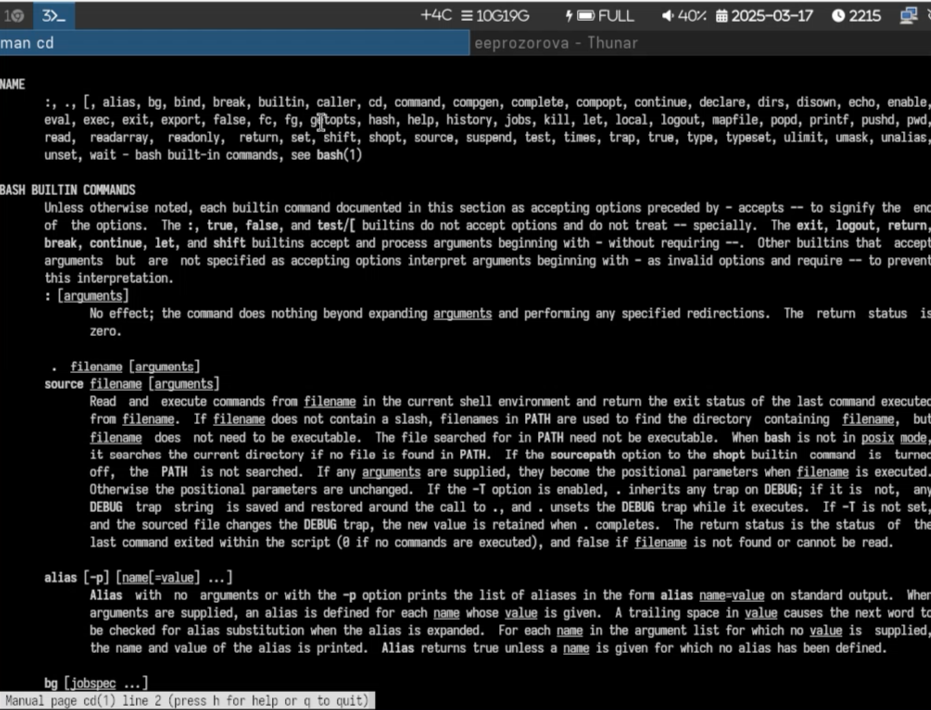 1
3>_
+4C ☰ 10G19G FULL 40% 2025-03-17 2215
man cd
eeprozorova - Thunar
NAME
:, ., [, alias, bg, bind, break, builtin, caller, cd, command, compgen, complete, compopt, continue, declare, dirs, disown, echo, enable,
eval, exec, exit, export, false, fc, fg, getopts, hash, help, history, jobs, kill, let, local, logout, mapfile, popd, printf, pushd, pwd,
read, readarray, readonly, return, set, shift, shopt, source, suspend, test, times, trap, true, type, typeset, ulimit, umask, unalias,
unset, wait - bash built-in commands, see bash(1)
BASH BUILTIN COMMANDS
Unless otherwise noted, each builtin command documented in this section as accepting options preceded by - accepts -- to signify the end
of the options. The :, true, false, and test/[ builtins do not accept options and do not treat -- specially. The exit, logout, return,
break, continue, let, and shift builtins accept and process arguments beginning with - without requiring --. Other builtins that accept
arguments but are not specified as accepting options interpret arguments beginning with - as invalid options and require -- to prevent
this interpretation.
: [arguments]
No effect; the command does nothing beyond expanding arguments and performing any specified redirections. The return status is
zero.
. filename [arguments]
source filename [arguments]
Read and execute commands from filename in the current shell environment and return the exit status of the last command executed
from filename. If filename does not contain a slash, filenames in PATH are used to find the directory containing filename, but
filename does not need to be executable. The file searched for in PATH need not be executable. When bash is not in posix mode,
it searches the current directory if no file is found in PATH. If the sourcepath option to the shopt builtin command is turned
off, the PATH is not searched. If any arguments are supplied, they become the positional parameters when filename is executed.
Otherwise the positional parameters are unchanged. If the -T option is enabled, . inherits any trap on DEBUG; if it is not, any
DEBUG trap string is saved and restored around the call to ., and . unsets the DEBUG trap while it executes. If -T is not set,
and the sourced file changes the DEBUG trap, the new value is retained when . completes. The return status is the status of the
last command exited within the script (0 if no commands are executed), and false if filename is not found or cannot be read.
alias [-p] [name[=value] ...]
Alias with no arguments or with the -p option prints the list of aliases in the form alias name=value on standard output. When
arguments are supplied, an alias is defined for each name whose value is given. A trailing space in value causes the next word to
be checked for alias substitution when the alias is expanded. For each name in the argument list for which no value is supplied,
the name and value of the alias is printed. Alias returns true unless a name is given for which no alias has been defined.
bg [jobspec ...]
Manual page cd(1) line 2 (press h for help or q to quit)